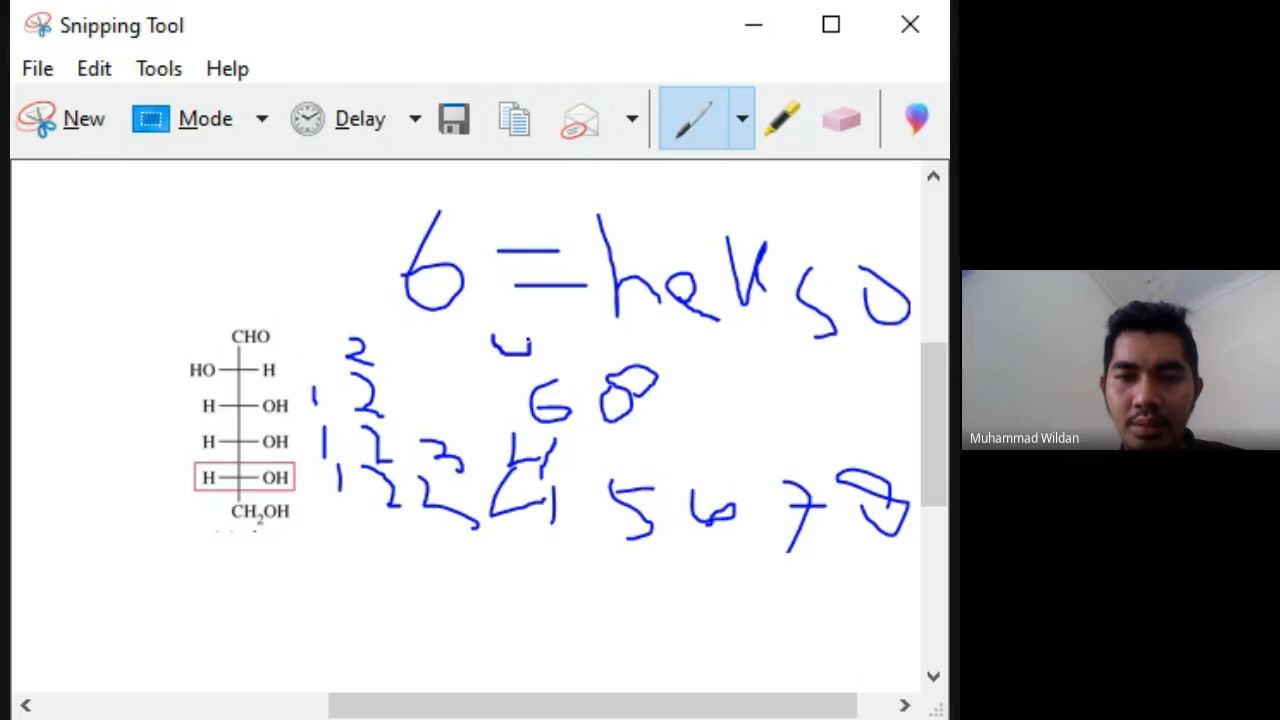 Snipping Tool
File Edit Tools Help
New Mode Delay
6 = hekso
CHO
HO H
H OH
H OH
H OH
CH₂OH
2
1 2 6 8
1 2 3 4
1 2 4 5 6 7 8
Muhammad Wildan